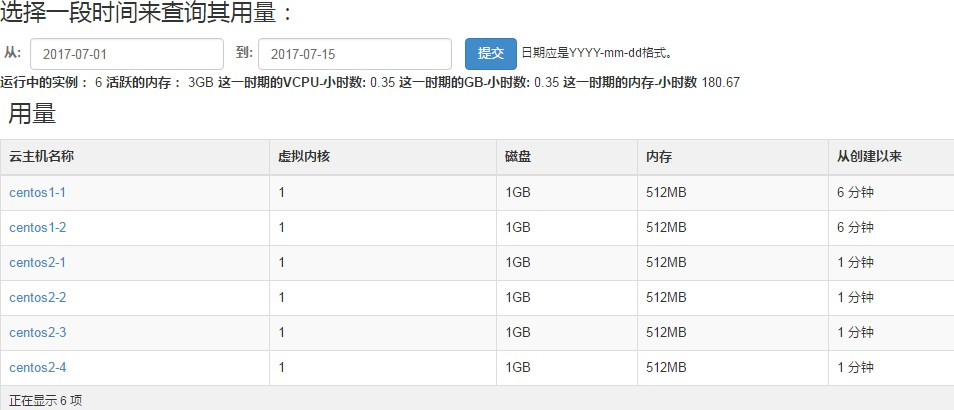 选择一段时间来查询其用量：
从: 2017-07-01 到: 2017-07-15 提交 日期应是YYYY-mm-dd格式。
运行中的实例： 6 活跃的内存： 3GB 这一时期的VCPU-小时数: 0.35 这一时期的GB-小时数: 0.35 这一时期的内存-小时数 180.67
用量
云主机名称 虚拟内核 磁盘 内存 从创建以来
centos1-1 1 1GB 512MB 6 分钟
centos1-2 1 1GB 512MB 6 分钟
centos2-1 1 1GB 512MB 1 分钟
centos2-2 1 1GB 512MB 1 分钟
centos2-3 1 1GB 512MB 1 分钟
centos2-4 1 1GB 512MB 1 分钟
正在显示 6 项